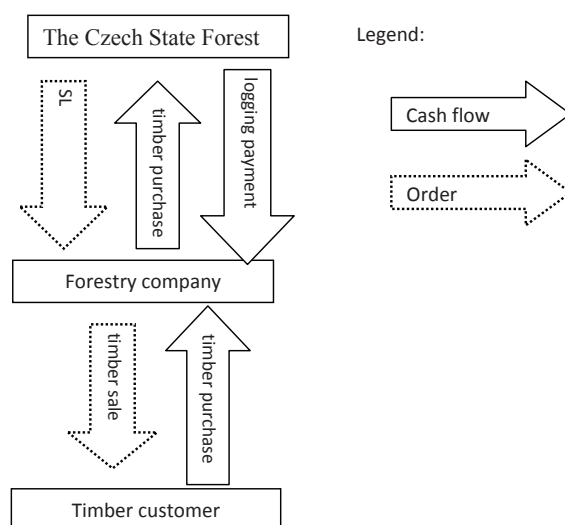 The Czech State Forest
Legend:
SL
timber purchase
logging payment
Cash flow
Order
Forestry company
timber sale
timber purchase
Timber customer